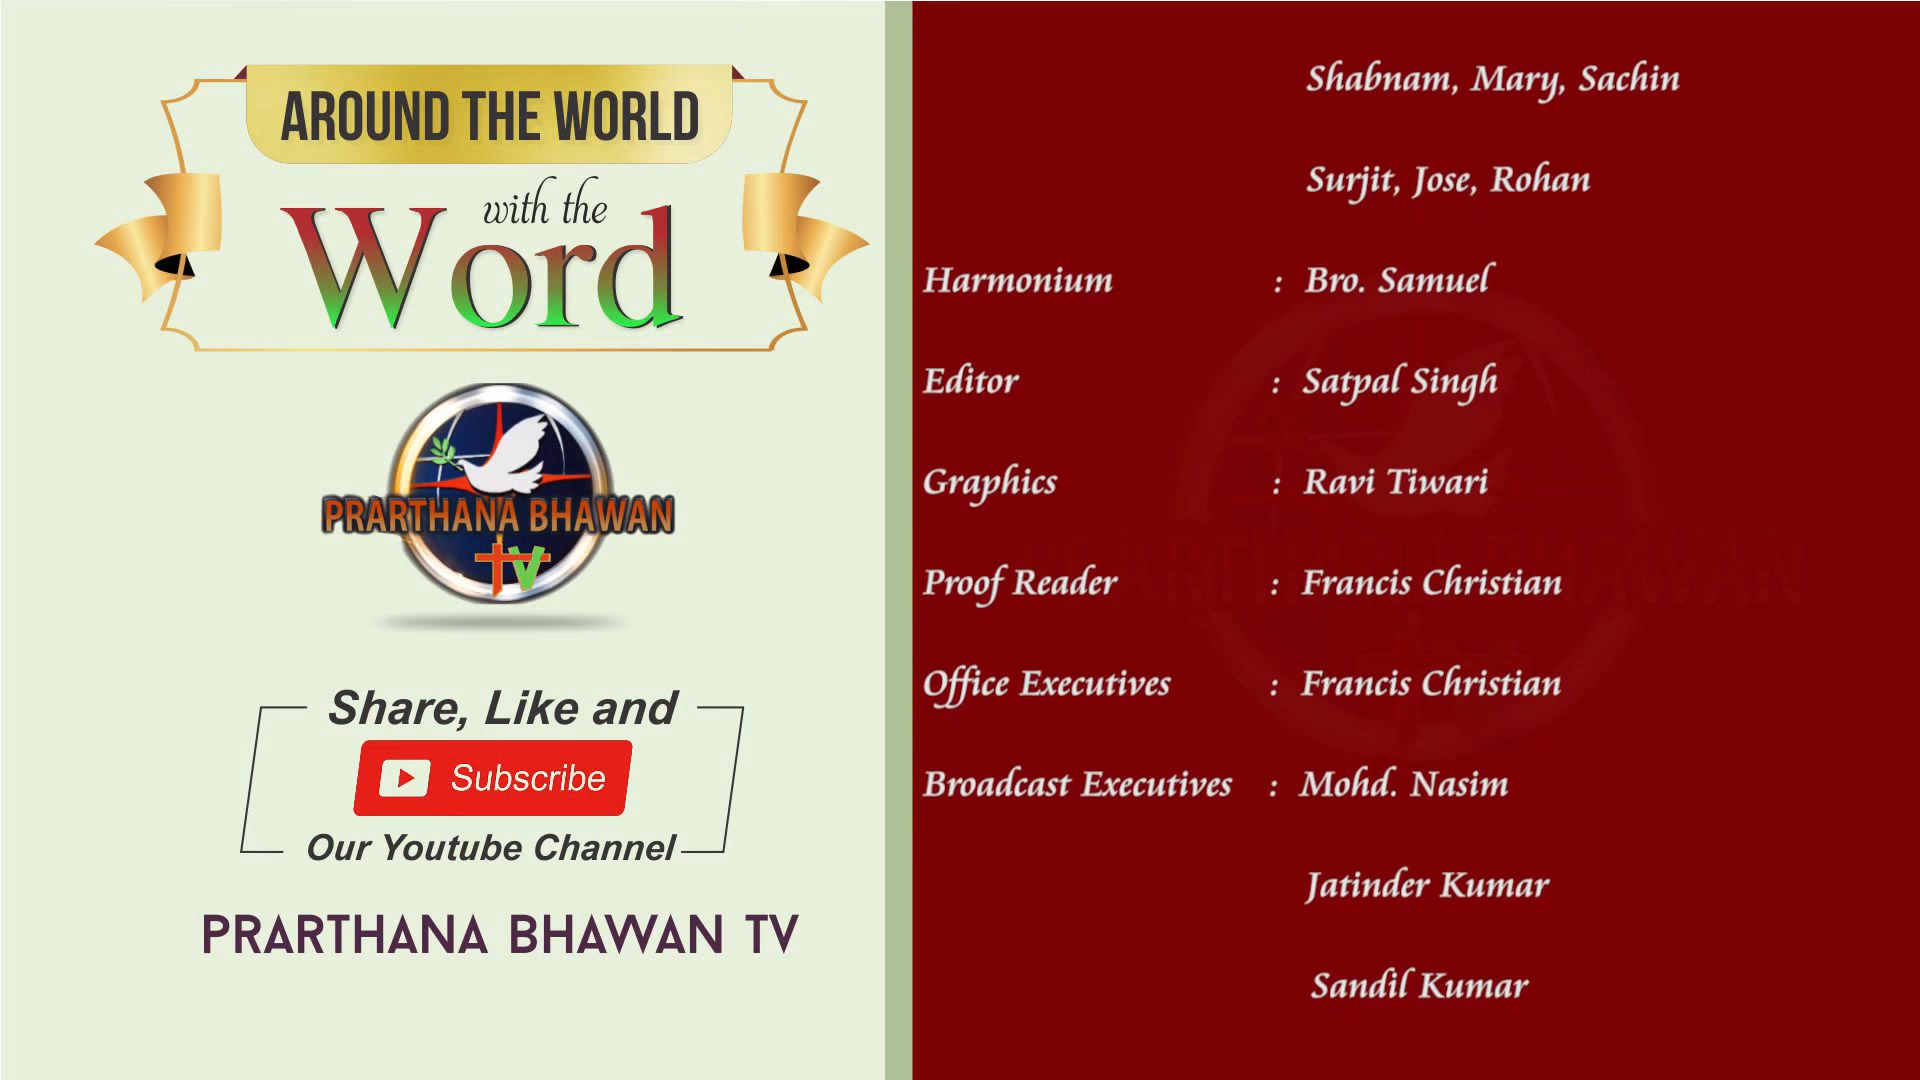 AROUND THE WORLD
with the
Word
PRARTHANA BHAWAN
TV
Share, Like and
Subscribe
Our Youtube Channel
PRARTHANA BHAWAN TV
Shabnam, Mary, Sachin
Surjit, Jose, Rohan
Harmonium : Bro. Samuel
Editor : Satpal Singh
Graphics : Ravi Tiwari
Proof Reader : Francis Christian
Office Executives : Francis Christian
Broadcast Executives : Mohd. Nasim
Jatinder Kumar
Sandil Kumar